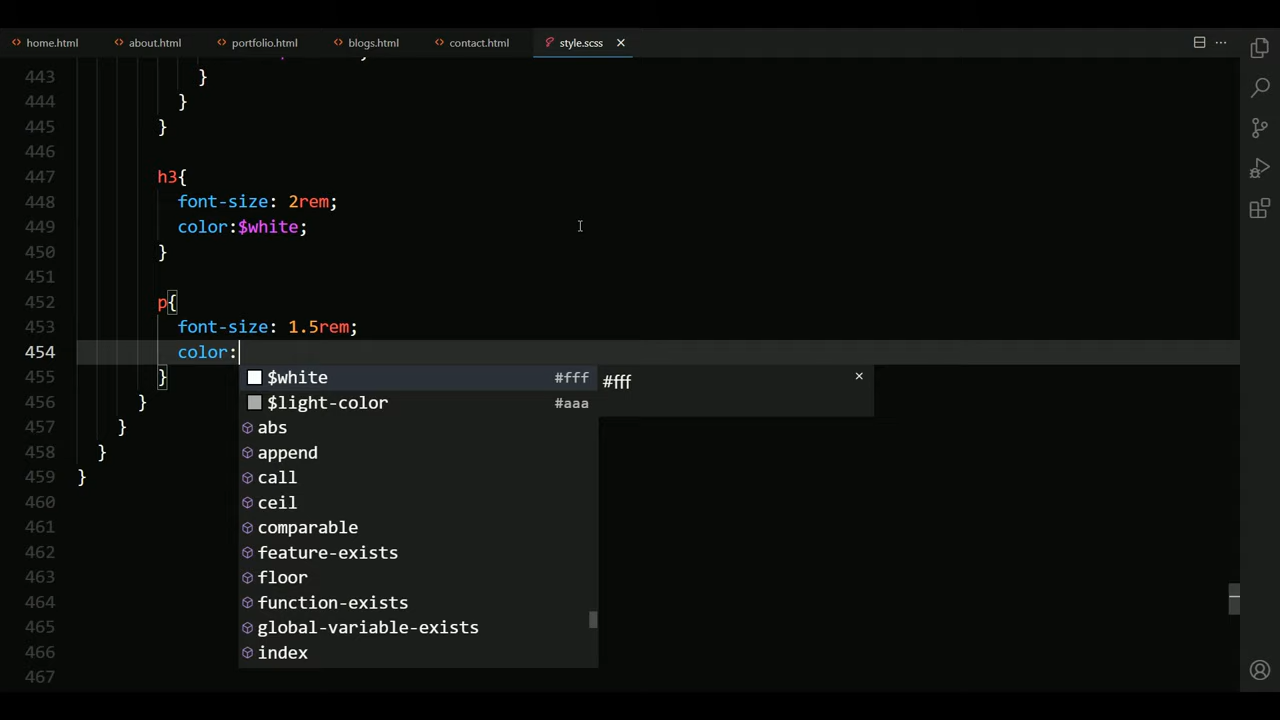 home.html about.html portfolio.html blogs.html contact.html style.scss
443 }
444 }
445 }
446
447 h3{
448 font-size: 2rem;
449 color:$white;
450 }
451
452 p{
453 font-size: 1.5rem;
454 color:
455 }
$white #fff #fff
456 }
$light-color #aaa
457 }
abs
458 }
append
459 }
call
460
ceil
461
comparable
462
feature-exists
463
floor
464
function-exists
465
global-variable-exists
466
index
467